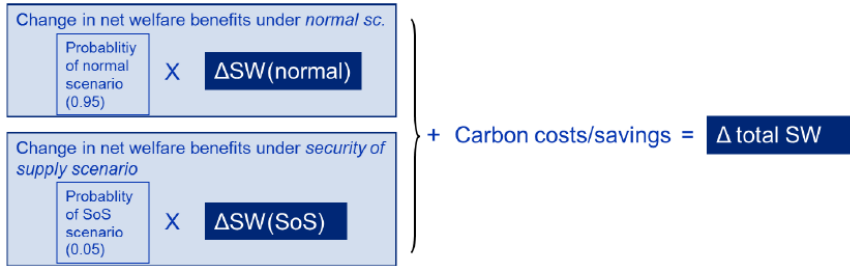 Change in net welfare benefits under normal sc.
Probablitiy
of normal
scenario
(0.95)
X
ΔSW(normal)
Change in net welfare benefits under security of
supply scenario
Probablity
of SoS
scenario
(0.05)
X
ΔSW(SoS)
+ Carbon costs/savings = Δ total SW